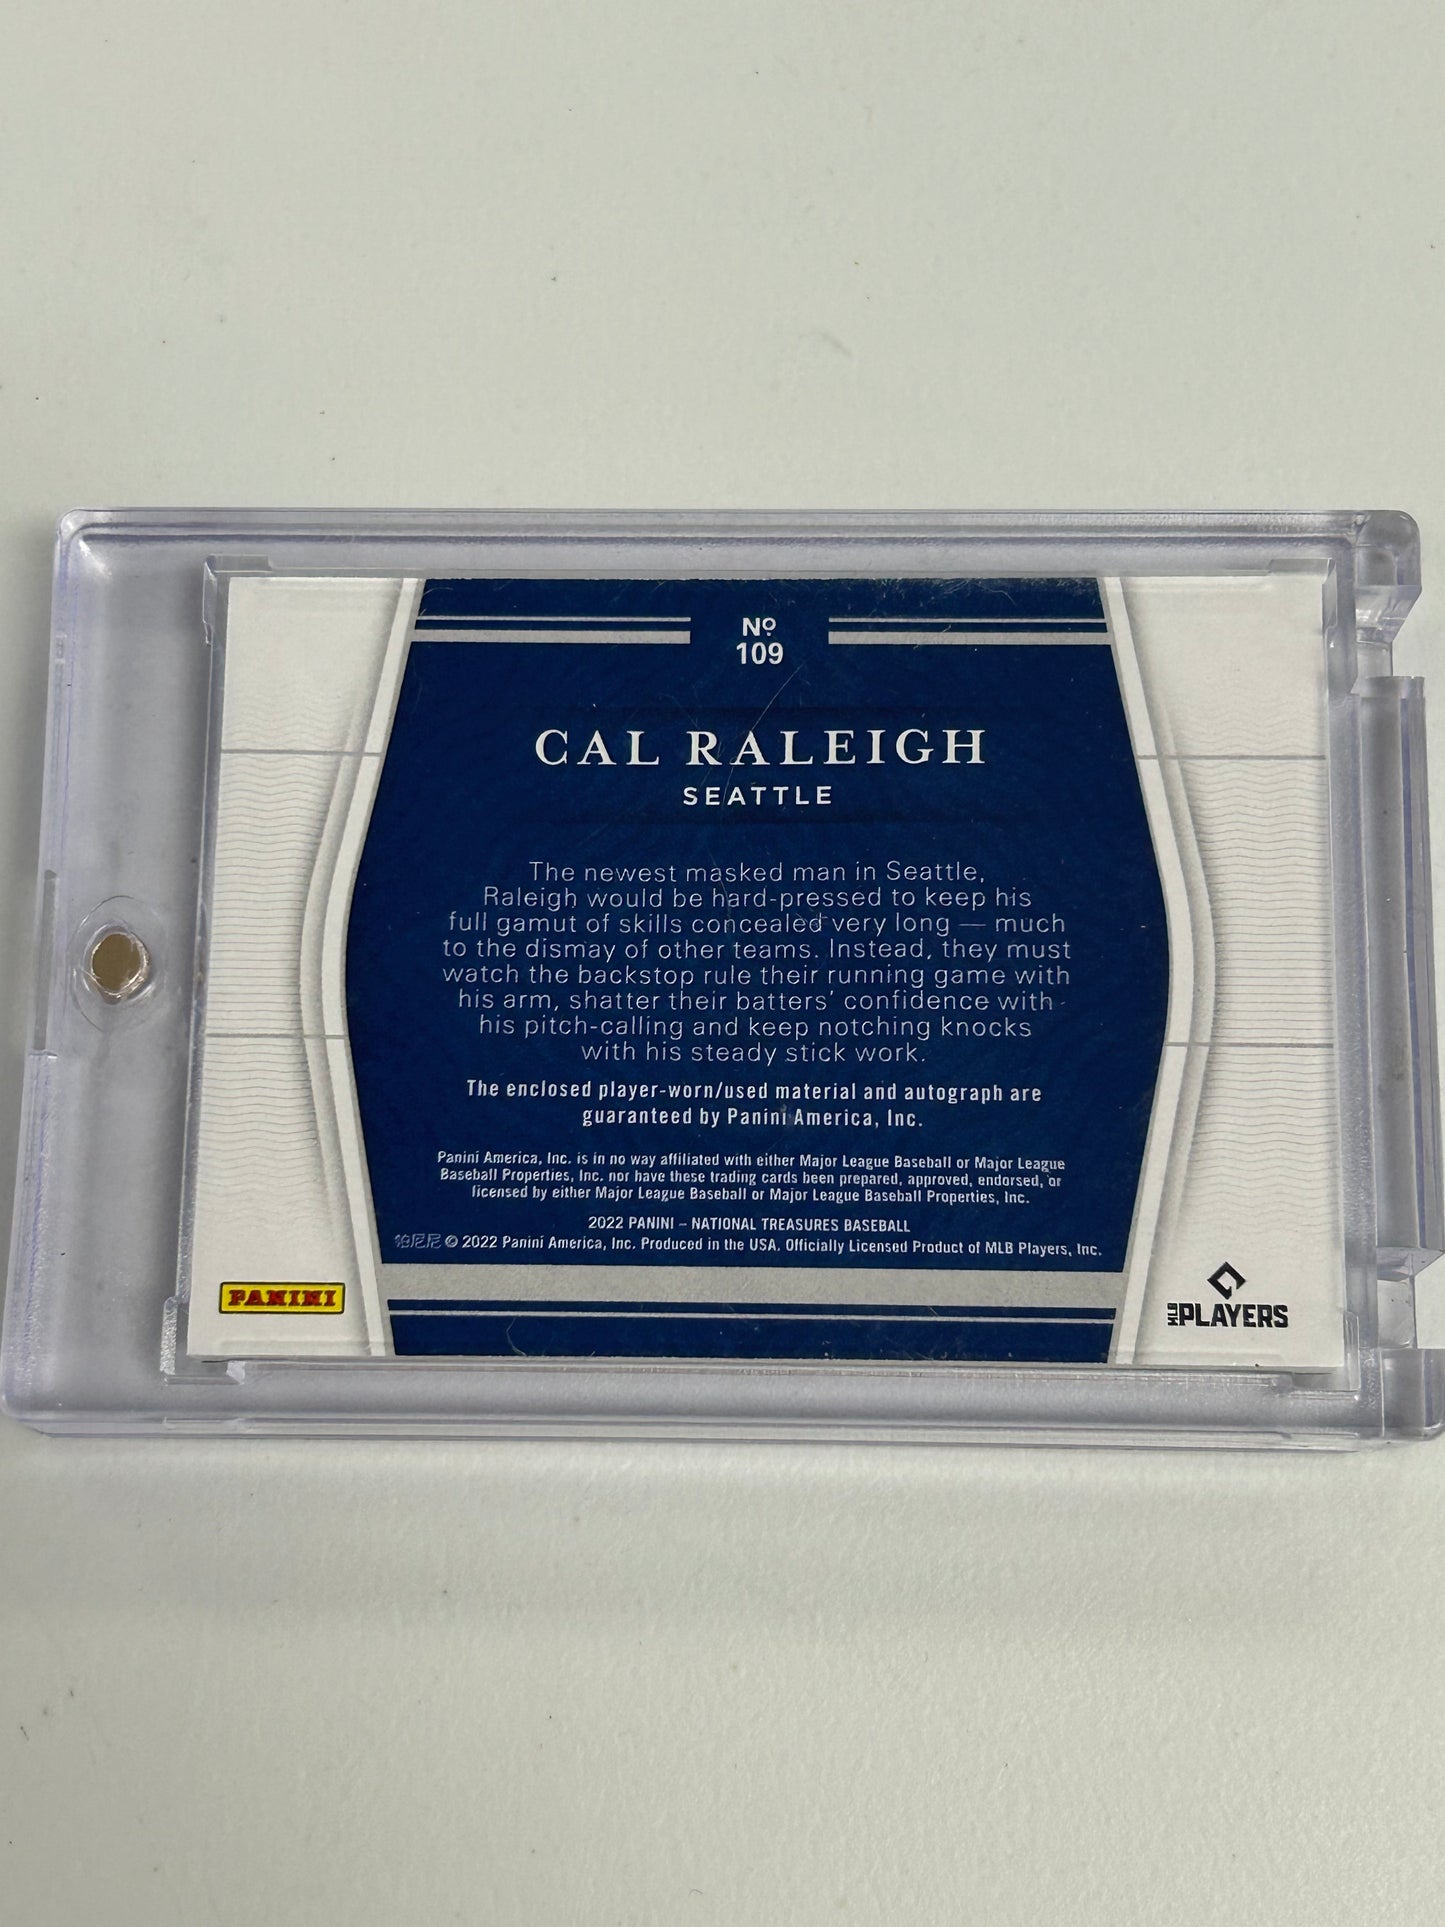 Nº
109
CAL RALEIGH
SEATTLE
The newest masked man in Seattle,
Raleigh would be hard-pressed to keep his
full gamut of skills concealed very long — much
to the dismay of other teams. Instead, they must
watch the backstop rule their running game with
his arm, shatter their batters' confidence with
his pitch-calling and keep notching knocks
with his steady stick work.
The enclosed player-worn/used material and autograph are
guaranteed by Panini America, Inc.
Panini America, Inc. is in no way affiliated with either Major League Baseball or Major League
Baseball Properties, Inc. nor have these trading cards been prepared, approved, endorsed, or
licensed by either Major League Baseball or Major League Baseball Properties, Inc.
2022 PANINI – NATIONAL TREASURES BASEBALL
© 2022 Panini America, Inc. Produced in the USA. Officially Licensed Product of MLB Players, Inc.
PANINI
MLB PLAYERS